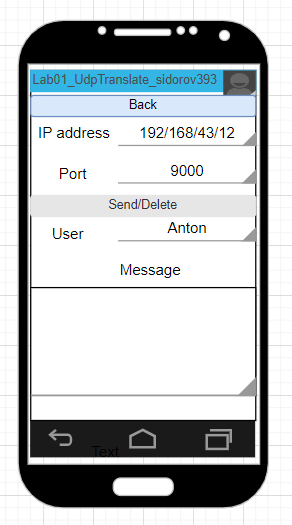 Lab01_UdpTranslate_sidorov393
Back
IP address 192/168/43/12
Port 9000
Send/Delete
User Anton
Message
Text